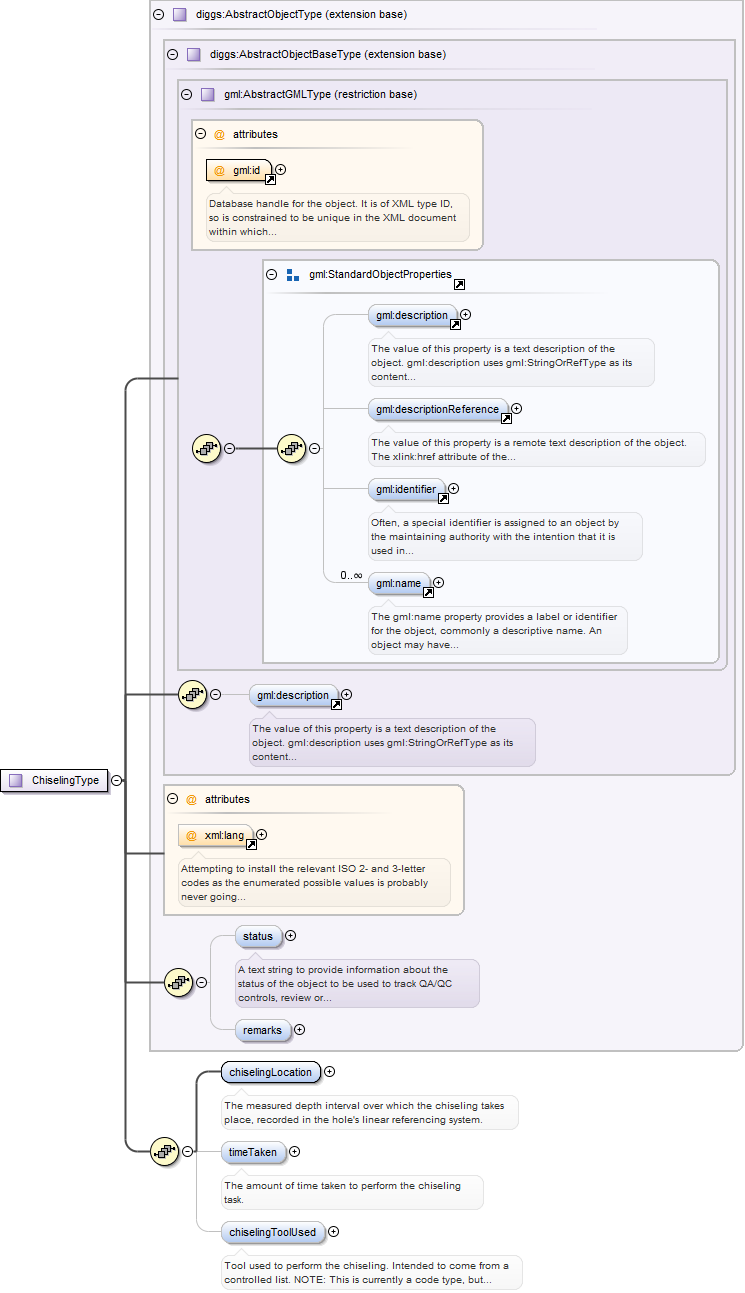 diggs:AbstractObjectType (extension base)
diggs:AbstractObjectBaseType (extension base)
gml:AbstractGMLType (restriction base)
@ attributes
@ gml:id
Database handle for the object. It is of XML type ID,
so is constrained to be unique in the XML document
within which...
gml:StandardObjectProperties
gml:description
The value of this property is a text description of the
object. gml:description uses gml:StringOrRefType as its
content...
gml:descriptionReference
The value of this property is a remote text description of the object.
The xlink:href attribute of the...
gml:identifier
Often, a special identifier is assigned to an object by
the maintaining authority with the intention that it is
used in...
0..∞
gml:name
The gml:name property provides a label or identifier
for the object, commonly a descriptive name. An
object may have...
gml:description
The value of this property is a text description of the
object. gml:description uses gml:StringOrRefType as its
content...
ChiselingType
@ attributes
@ xml:lang
Attempting to install the relevant ISO 2- and 3-letter
codes as the enumerated possible values is probably
never going...
status
A text string to provide information about the
status of the object to be used to track QA/QC
controls, review or...
remarks
chiselingLocation
The measured depth interval over which the chiseling takes
place, recorded in the hole's linear referencing system.
timeTaken
The amount of time taken to perform the chiseling
task.
chiselingToolUsed
Tool used to perform the chiseling. Intended to come from a
controlled list. NOTE: This is currently a code type, but...